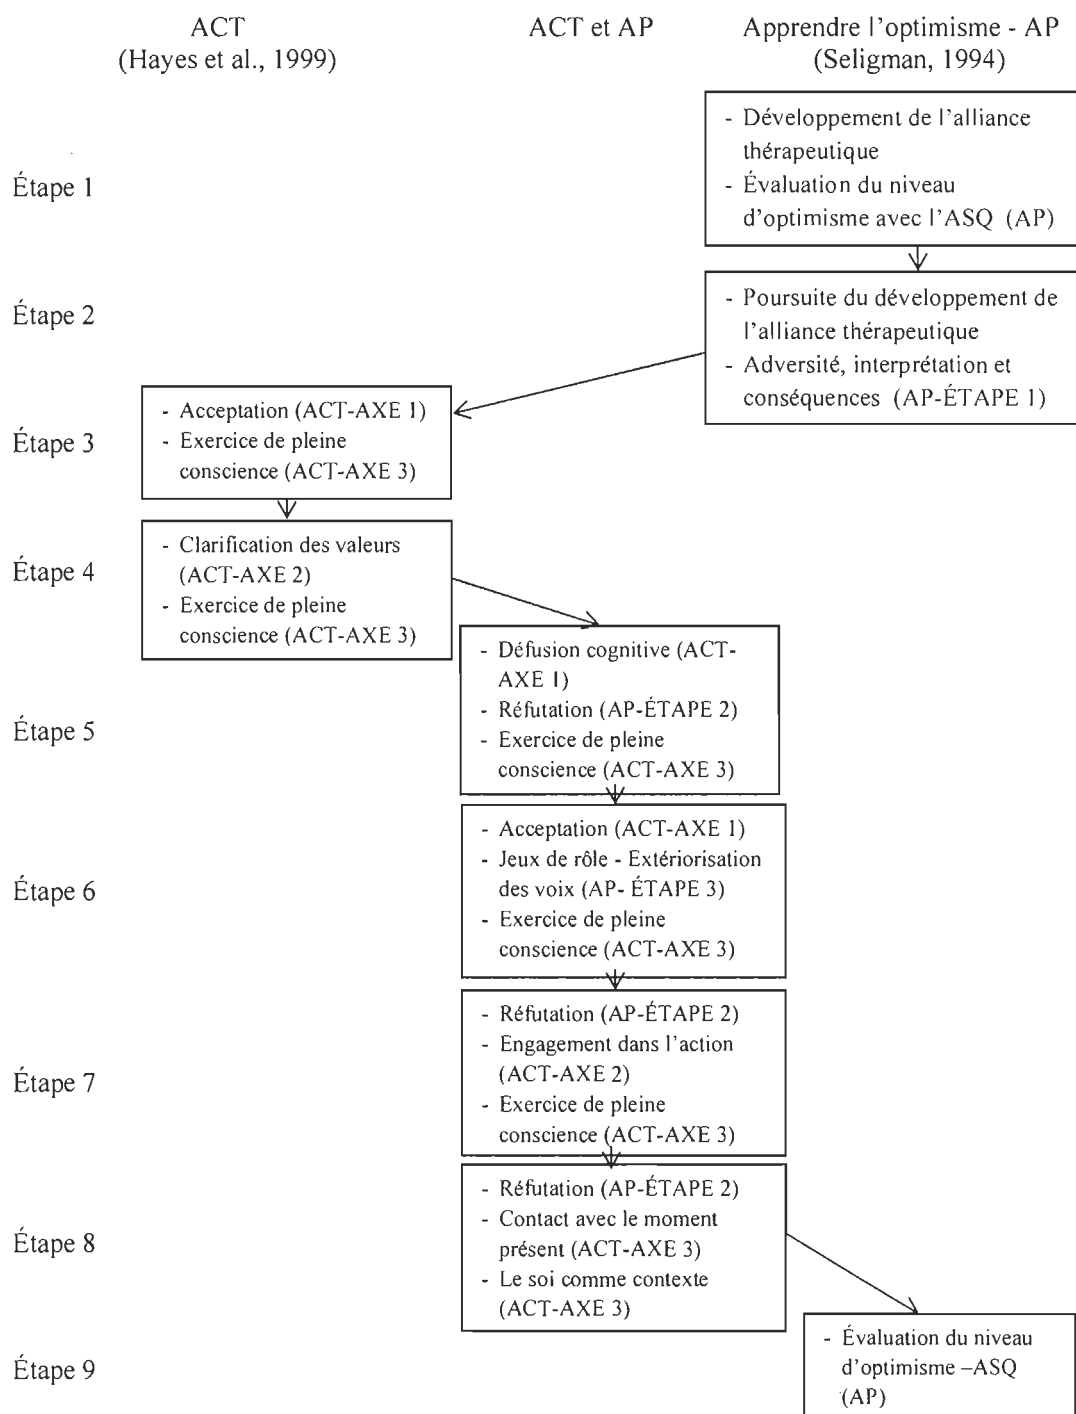 ACT
(Hayes et al., 1999)
ACT et AP
Apprendre l'optimisme - AP
(Seligman, 1994)
Étape 1
- Développement de l'alliance
thérapeutique
- Évaluation du niveau
d'optimisme avec l'ASQ (AP)
Étape 2
- Poursuite du développement de
l'alliance thérapeutique
- Adversité, interprétation et
conséquences (AP-ÉTAPE 1)
Étape 3
- Acceptation (ACT-AXE 1)
- Exercice de pleine
conscience (ACT-AXE 3)
Étape 4
- Clarification des valeurs
(ACT-AXE 2)
- Exercice de pleine
conscience (ACT-AXE 3)
Étape 5
- Défusion cognitive (ACT-
AXE 1)
- Réfutation (AP-ÉTAPE 2)
- Exercice de pleine
conscience (ACT-AXE 3)
Étape 6
- Acceptation (ACT-AXE 1)
- Jeux de rôle - Extériorisation
des voix (AP- ÉTAPE 3)
- Exercice de pleine
conscience (ACT-AXE 3)
Étape 7
- Réfutation (AP-ÉTAPE 2)
- Engagement dans l'action
(ACT-AXE 2)
- Exercice de pleine
conscience (ACT-AXE 3)
Étape 8
- Réfutation (AP-ÉTAPE 2)
- Contact avec le moment
présent (ACT-AXE 3)
- Le soi comme contexte
(ACT-AXE 3)
Étape 9
- Évaluation du niveau
d'optimisme –ASQ
(AP)